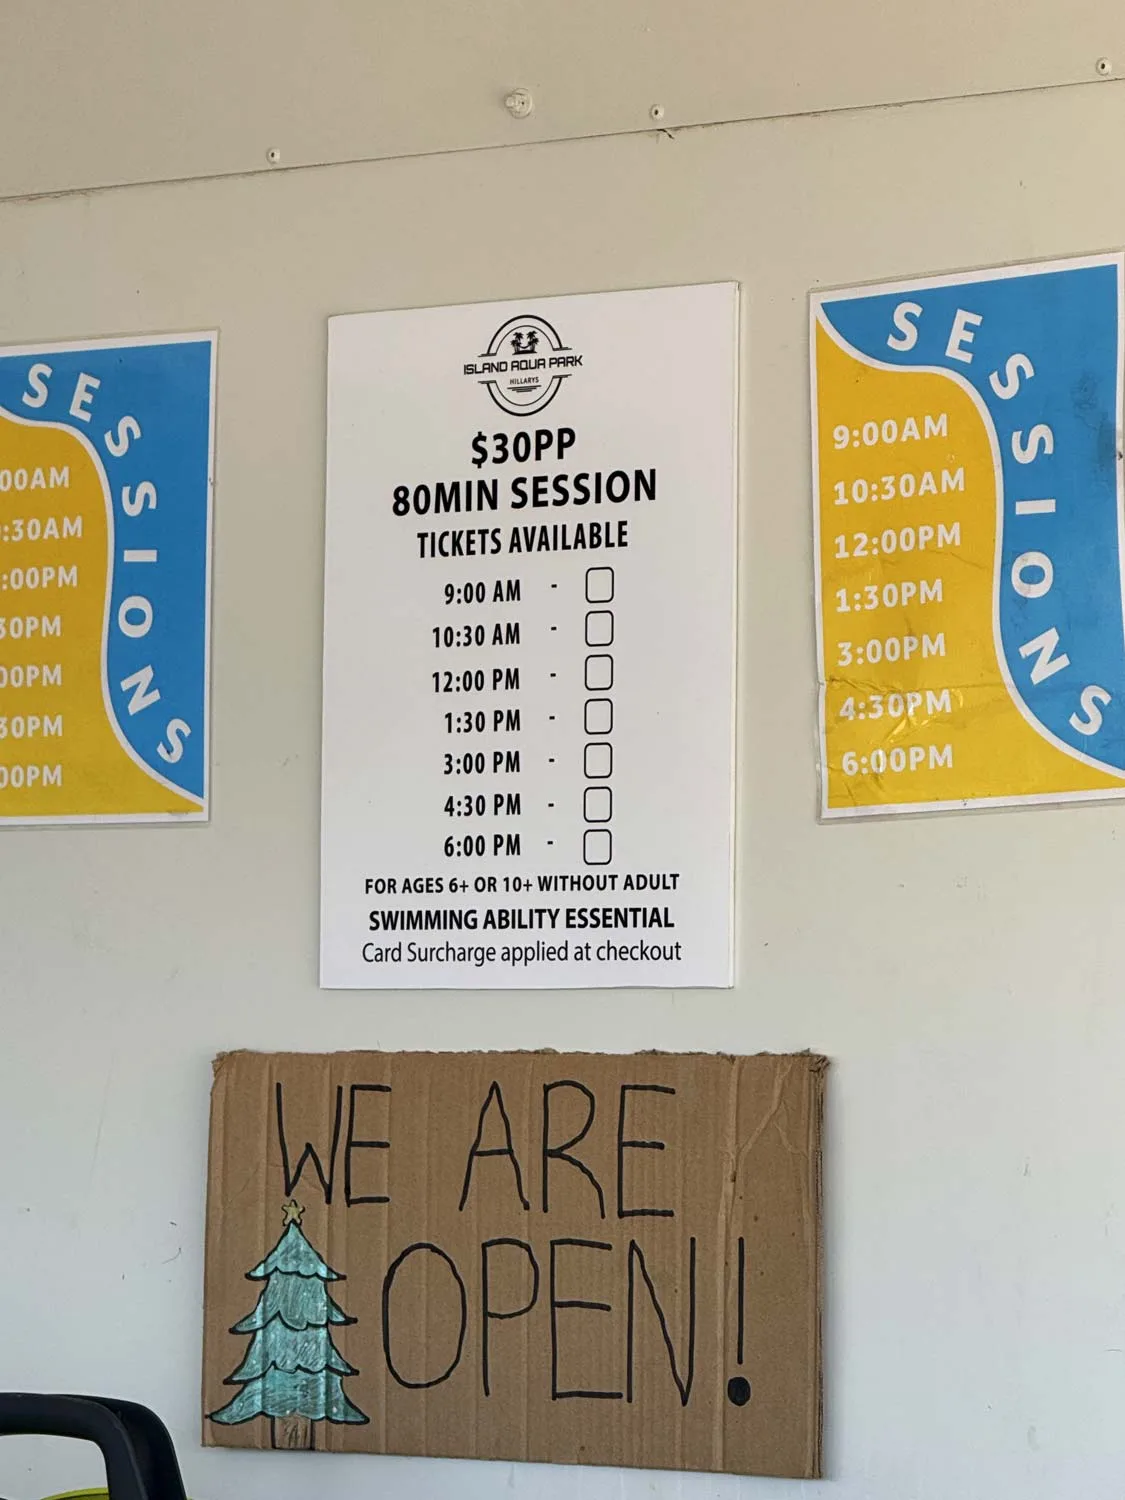 SESSIONS
00AM
:30AM
:00PM
30PM
00PM
30PM
00PM
ISLAND AQUA PARK
HILLARYS
$30PP
80MIN SESSION
TICKETS AVAILABLE
9:00 AM -
10:30 AM -
12:00 PM -
1:30 PM -
3:00 PM -
4:30 PM -
6:00 PM -
FOR AGES 6+ OR 10+ WITHOUT ADULT
SWIMMING ABILITY ESSENTIAL
Card Surcharge applied at checkout
SESSIONS
9:00AM
10:30AM
12:00PM
1:30PM
3:00PM
4:30PM
6:00PM
WE ARE
OPEN!